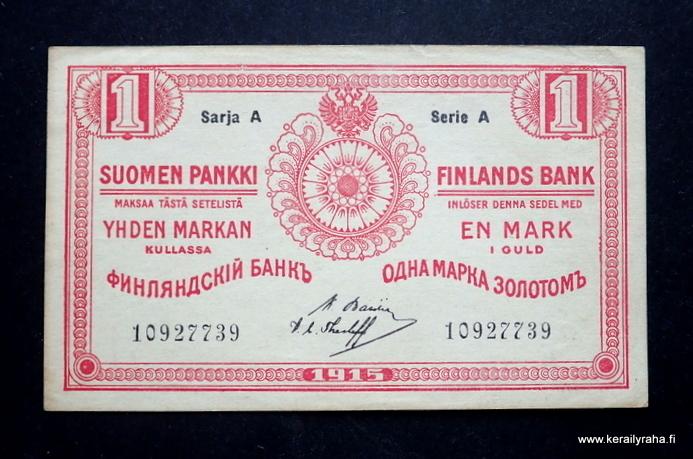 1
1
Sarja A
Serie A
SUOMEN PANKKI
MAKSAA TÄSTÄ SETELISTÄ
YHDEN MARKAN
KULLASSA
FINLANDS BANK
INLÖSER DENNA SEDEL MED
EN MARK
I GULD
ФИНЛЯНДСКІЙ БАНКЪ
ОДНА МАРКА ЗОЛОТОМЪ
10927739
10927739
1915
www.kerailyraha.fi